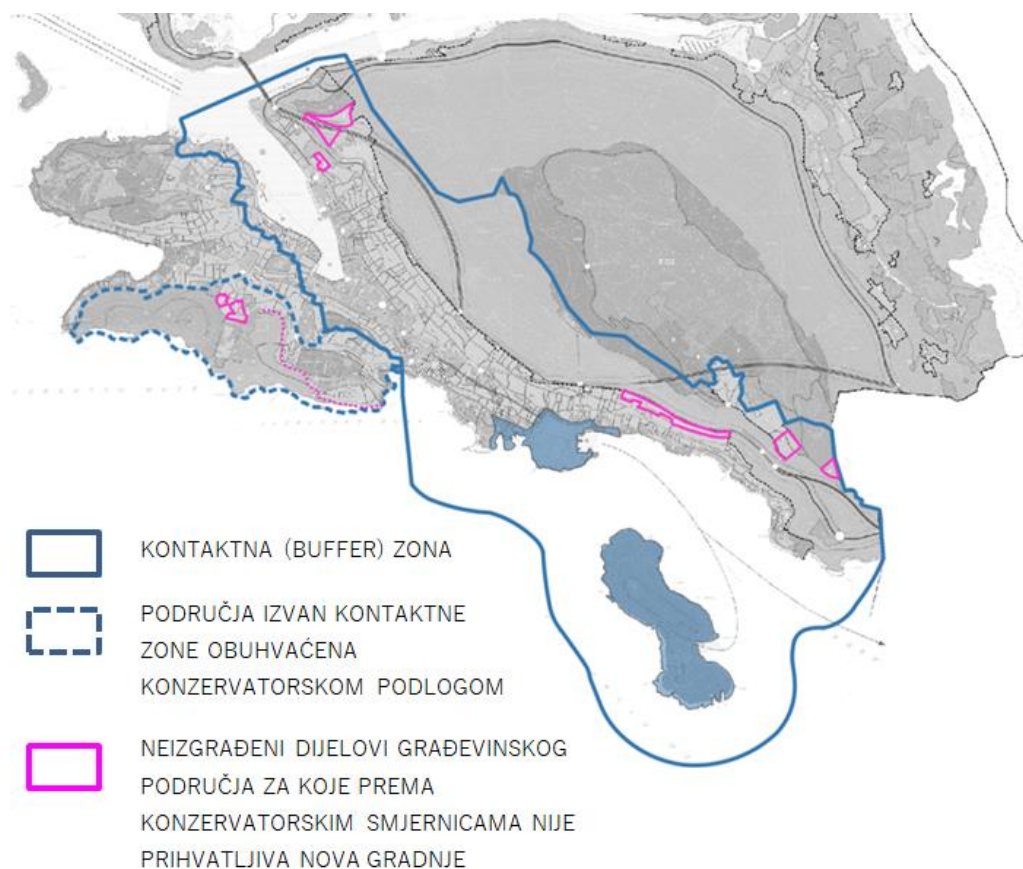 KONTAKTNA (BUFFER) ZONA
PODRUČJA IZVAN KONTAKTNE
ZONE OBUHVAĆENA
KONZERVATORSKOM PODLOGOM
NEIZGRAĐENI DIJELOVI GRAĐEVINSKOG
PODRUČJA ZA KOJE PREMA
KONZERVATORSKIM SMJERNICAMA NIJE
PRIHVATLJIVA NOVA GRADNJE